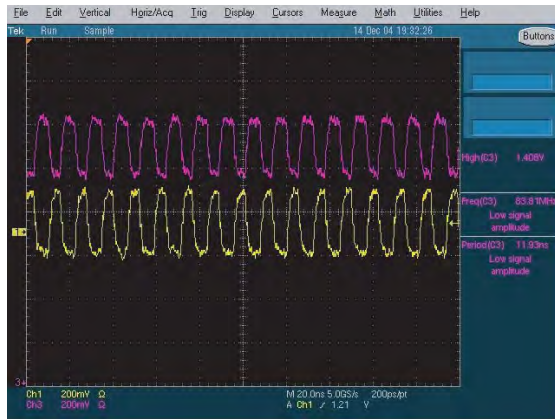 File Edit Vertical Horiz/Acq Trig Display Cursors Measure Math Utilities Help
Tek Run Sample 14 Dec 04 19:32:26 Buttons
High(C3) 1.408V
Freq(C3) 83.81MHz
Low signal
amplitude
Period(C3) 11.93ns
Low signal
amplitude
1
3
Ch1 200mV Ω M 20.0ns 5.0GS/s 200ps/pt
Ch3 200mV Ω A Ch1 1.21 V